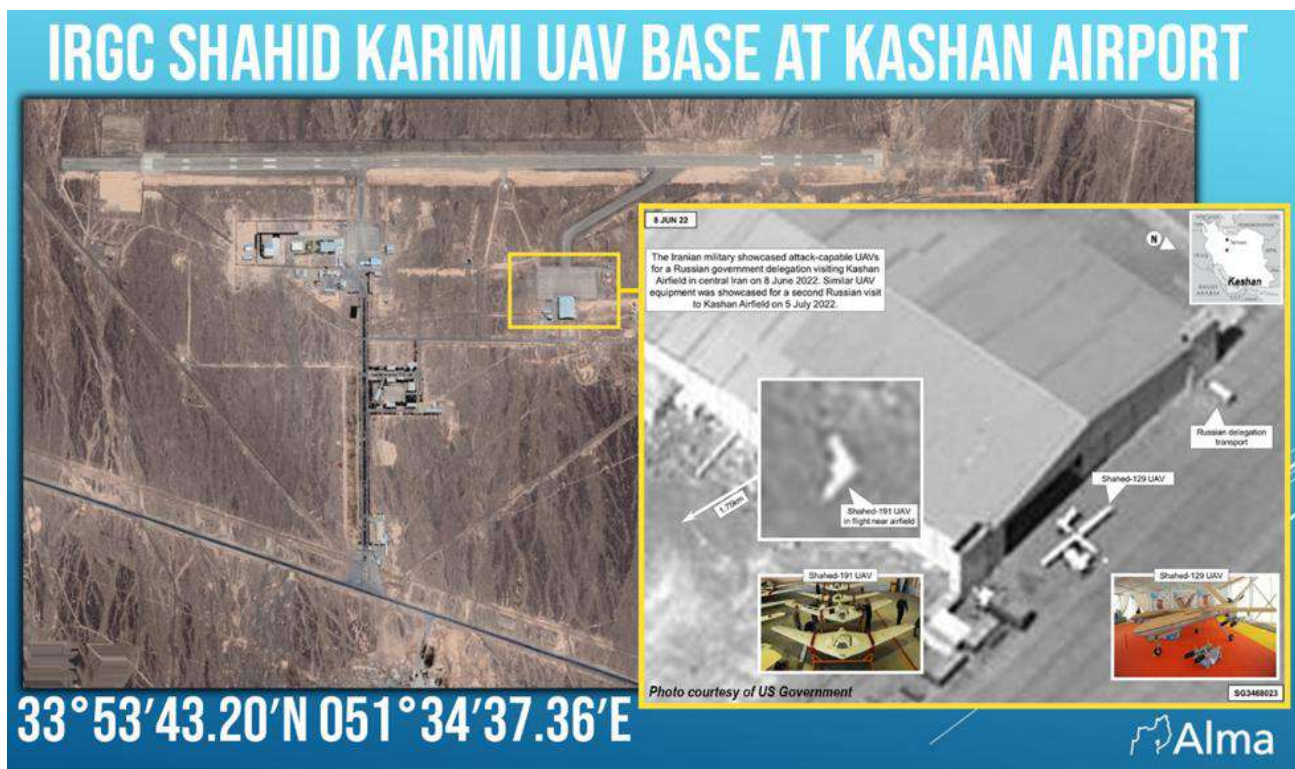 IRGC SHAHID KARIMI UAV BASE AT KASHAN AIRPORT
8 JUN 22
The Iranian military showcased attack-capable UAVs
for a Russian government delegation visiting Kashan
Airfield in central Iran on 8 June 2022. Similar UAV
equipment was showcased for a second Russian visit
to Kashan Airfield on 5 July 2022.
N
Kashan
Russian delegation
transport
Shahed-129 UAV
1.75km
Shahed-191 UAV
in flight near airfield
Shahed-191 UAV
Shahed-129 UAV
Photo courtesy of US Government
SG3468023
33°53′43.20′N 051°34′37.36′E
Alma